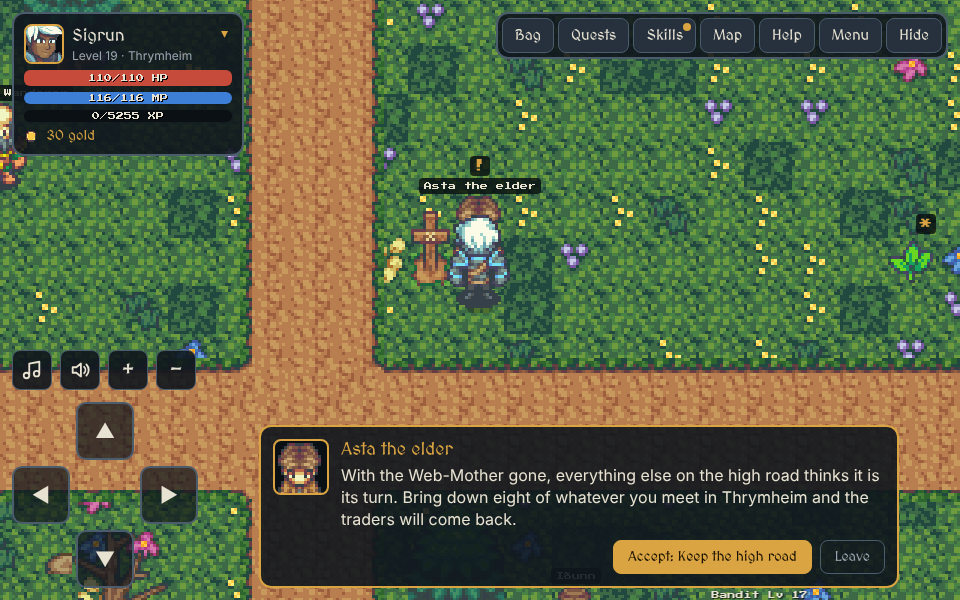 Sigrun
Level 19 · Thrymheim
110/110 HP
116/116 MP
0/5255 XP
30 gold
Bag
Quests
Skills
Map
Help
Menu
Hide
W
!
Asta the elder
*
+
-
Asta the elder
With the Web-Mother gone, everything else on the high road thinks it is
its turn. Bring down eight of whatever you meet in Thrymheim and the
traders will come back.
Accept: Keep the high road
Leave
Iðunn
Bandit Lv 17